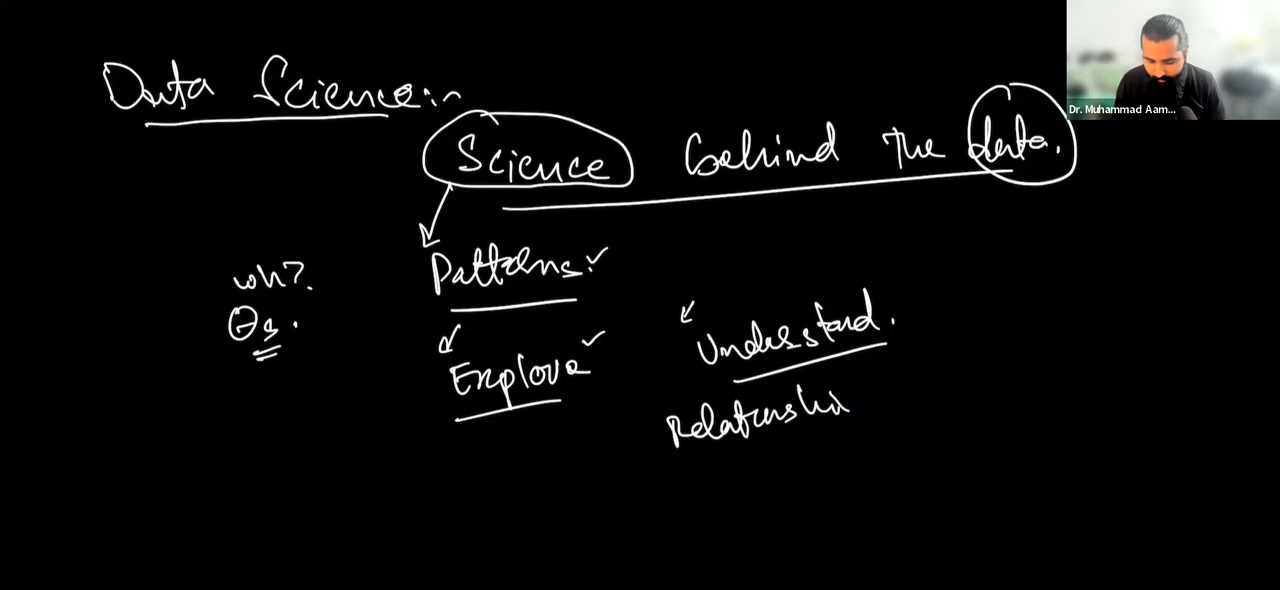 Data Science:-
Dr. Muhammad Aam...
Science behind the data.
Patterns.
wh?
Qs.
Explore
Understand.
Relationshi